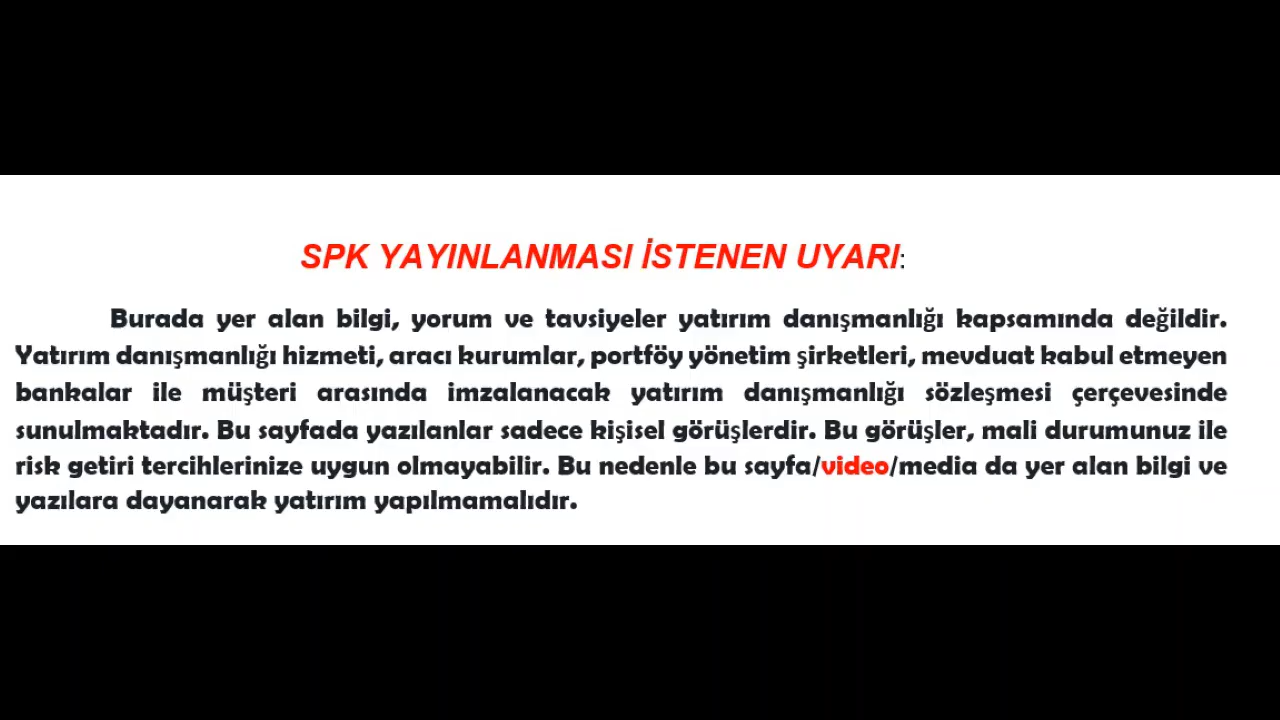 SPK YAYINLANMASI İSTENEN UYARI:
Burada yer alan bilgi, yorum ve tavsiyeler yatırım danışmanlığı kapsamında değildir.
Yatırım danışmanlığı hizmeti, aracı kurumlar, portföy yönetim şirketleri, mevduat kabul etmeyen
bankalar ile müşteri arasında imzalanacak yatırım danışmanlığı sözleşmesi çerçevesinde
sunulmaktadır. Bu sayfada yazılanlar sadece kişisel görüşlerdir. Bu görüşler, mali durumunuz ile
risk getiri tercihlerinize uygun olmayabilir. Bu nedenle bu sayfa/video/media da yer alan bilgi ve
yazılara dayanarak yatırım yapılmamalıdır.